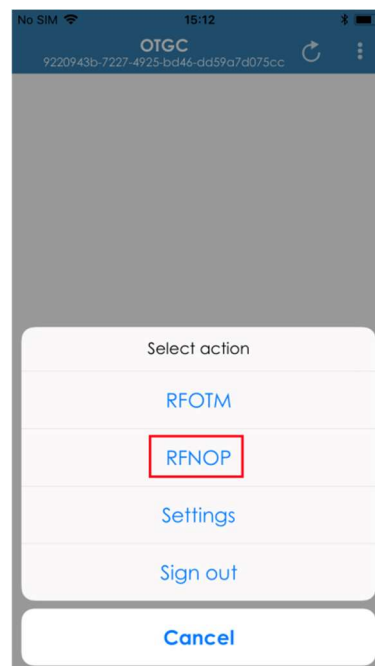 No SIM 15:12
OTGC
9220943b-7227-4925-bd46-dd59a7d075cc
Select action
RFOTM
RFNOP
Settings
Sign out
Cancel